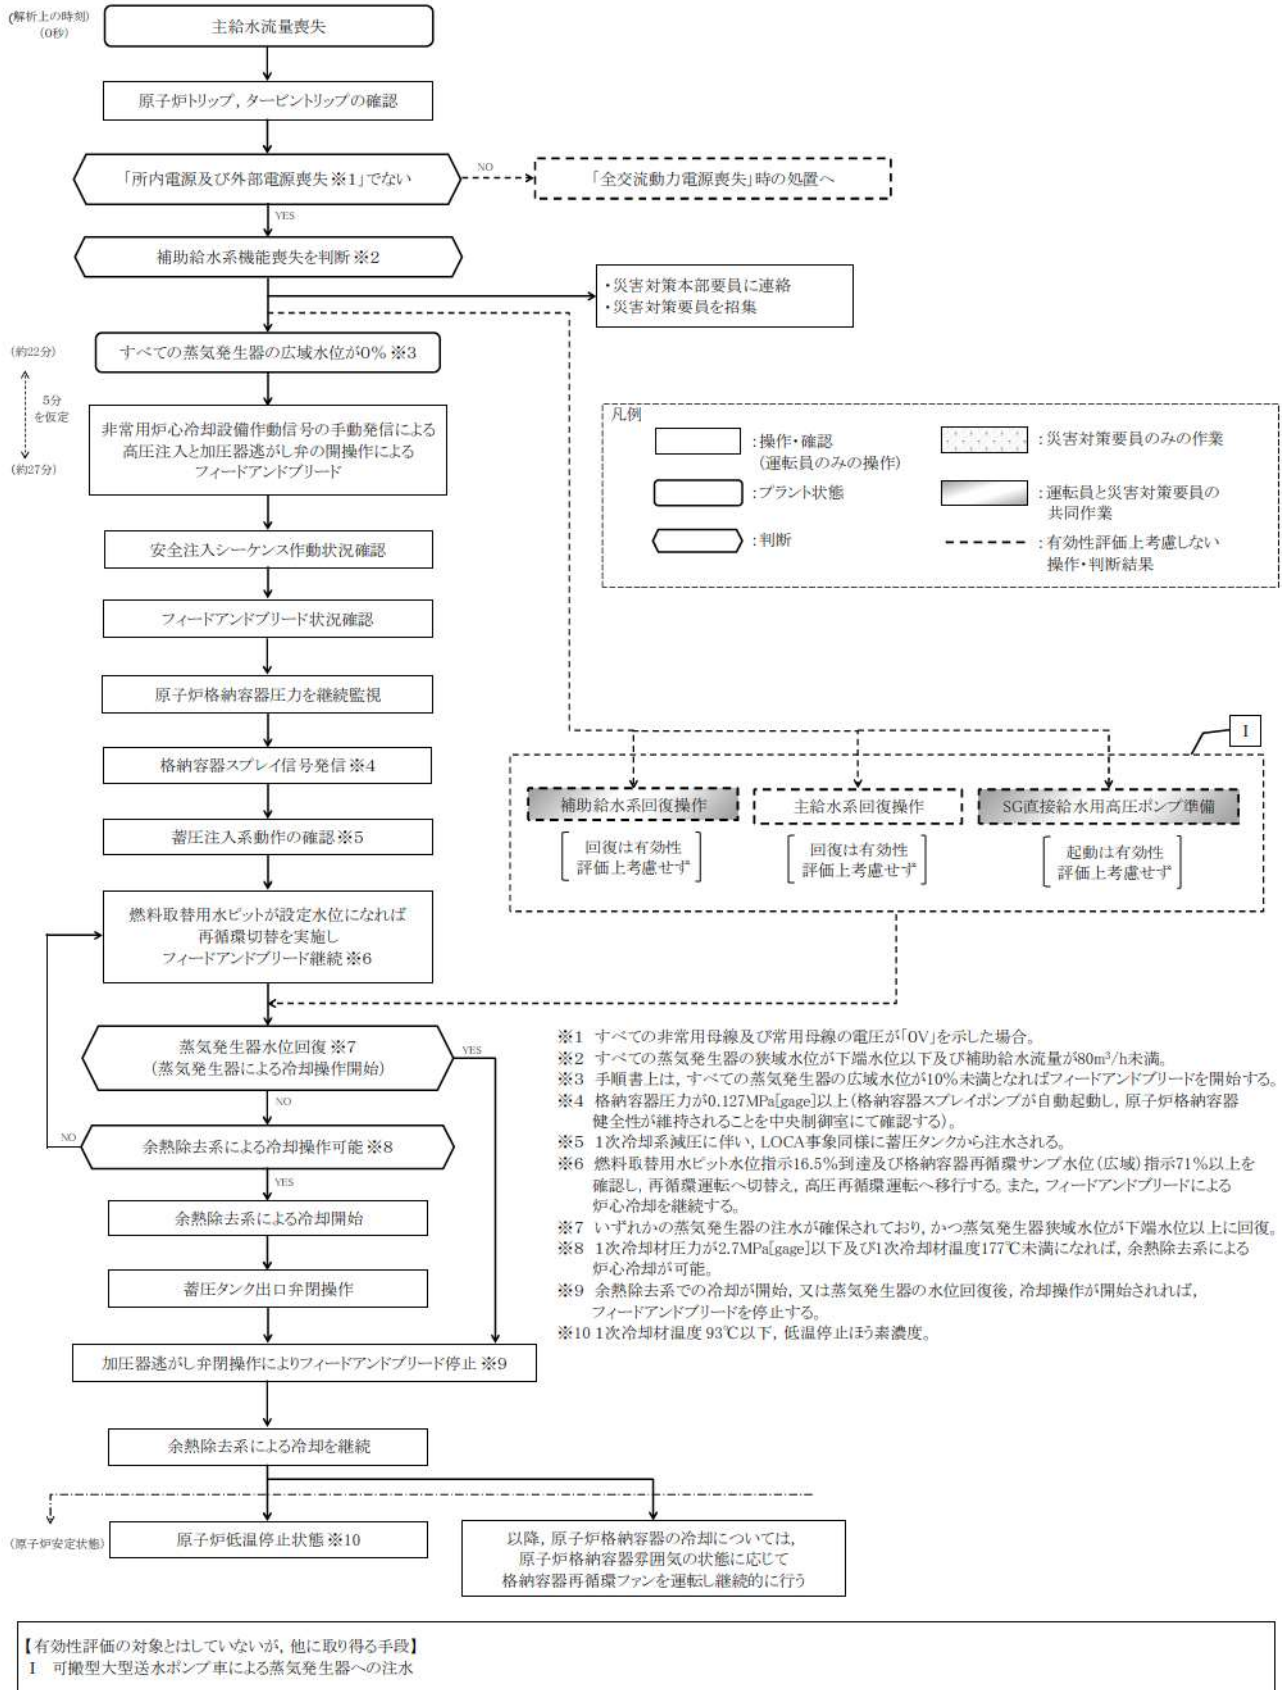 (解析上の時刻)
(0秒)
主給水流量喪失
原子炉トリップ，タービントリップの確認
「所内電源及び外部電源喪失※1」でない
NO
「全交流動力電源喪失」時の処置へ
YES
補助給水系機能喪失を判断※2
・災害対策本部要員に連絡
・災害対策要員を招集
(約22分)
すべての蒸気発生器の広域水位が0%※3
5分
を仮定
(約27分)
非常用炉心冷却設備作動信号の手動発信による
高圧注入と加圧器逃がし弁の開操作による
フィードアンドブリード
凡例
：操作・確認
(運転員のみの操作)
：災害対策要員のみの作業
：プラント状態
：運転員と災害対策要員の
共同作業
：判断
：有効性評価上考慮しない
操作・判断結果
安全注入シーケンス作動状況確認
フィードアンドブリード状況確認
原子炉格納容器圧力を継続監視
I
格納容器スプレイ信号発信※4
補助給水系回復操作
主給水系回復操作
SG直接給水用高圧ポンプ準備
蓄圧注入系動作の確認※5
回復は有効性
評価上考慮せず
回復は有効性
評価上考慮せず
起動は有効性
評価上考慮せず
燃料取替用水ピットが設定水位になれば
再循環切替を実施し
フィードアンドブリード継続※6
蒸気発生器水位回復※7
(蒸気発生器による冷却操作開始)
YES
NO
NO
余熱除去系による冷却操作可能※8
YES
余熱除去系による冷却開始
蓄圧タンク出口弁閉操作
加圧器逃がし弁閉操作によりフィードアンドブリード停止※9
余熱除去系による冷却を継続
※1 すべての非常用母線及び常用母線の電圧が「0V」を示した場合。
※2 すべての蒸気発生器の狭域水位が下端水位以下及び補助給水流量が80m³/h未満。
※3 手順書上は，すべての蒸気発生器の広域水位が10%未満となればフィードアンドブリードを開始する。
※4 格納容器圧力が0.127MPa[gage]以上(格納容器スプレイポンプが自動起動し，原子炉格納容器
健全性が維持されることを中央制御室にて確認する)。
※5 1次冷却系減圧に伴い，LOCA事象同様に蓄圧タンクから注水される。
※6 燃料取替用水ピット水位指示16.5%到達及び格納容器再循環サンプ水位(広域)指示71%以上を
確認し，再循環運転へ切替え，高圧再循環運転へ移行する。また，フィードアンドブリードによる
炉心冷却を継続する。
※7 いずれかの蒸気発生器の注水が確保されており，かつ蒸気発生器狭域水位が下端水位以上に回復。
※8 1次冷却材圧力が2.7MPa[gage]以下及び1次冷却材温度177℃未満になれば，余熱除去系による
炉心冷却が可能。
※9 余熱除去系での冷却が開始，又は蒸気発生器の水位回復後，冷却操作が開始されれば，
フィードアンドブリードを停止する。
※10 1次冷却材温度93℃以下，低温停止ほう素濃度。
(原子炉安定状態)
原子炉低温停止状態※10
以降，原子炉格納容器の冷却については，
原子炉格納容器雰囲気の状態に応じて
格納容器再循環ファンを運転し継続的に行う
【有効性評価の対象とはしていないが，他に取り得る手段】
I 可搬型大型送水ポンプ車による蒸気発生器への注水